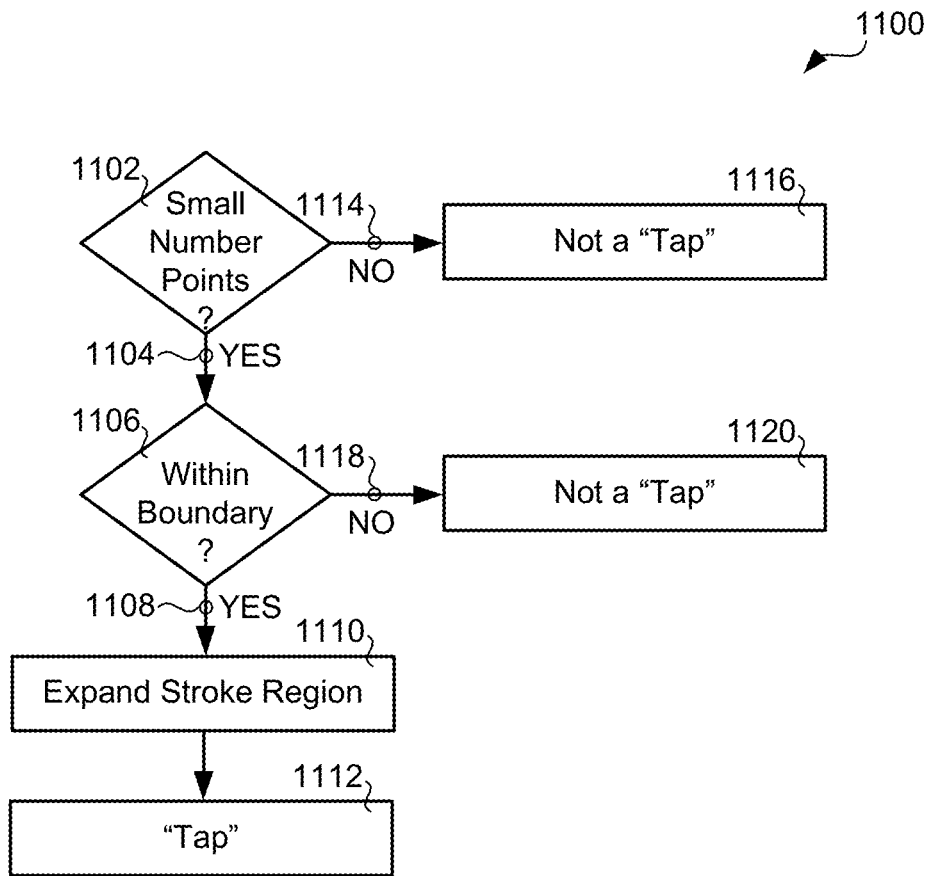 1100
1102
Small
Number
Points
?
1114
NO
1116
Not a “Tap”
1104
YES
1106
Within
Boundary
?
1118
NO
1120
Not a “Tap”
1108
YES
1110
Expand Stroke Region
1112
“Tap”